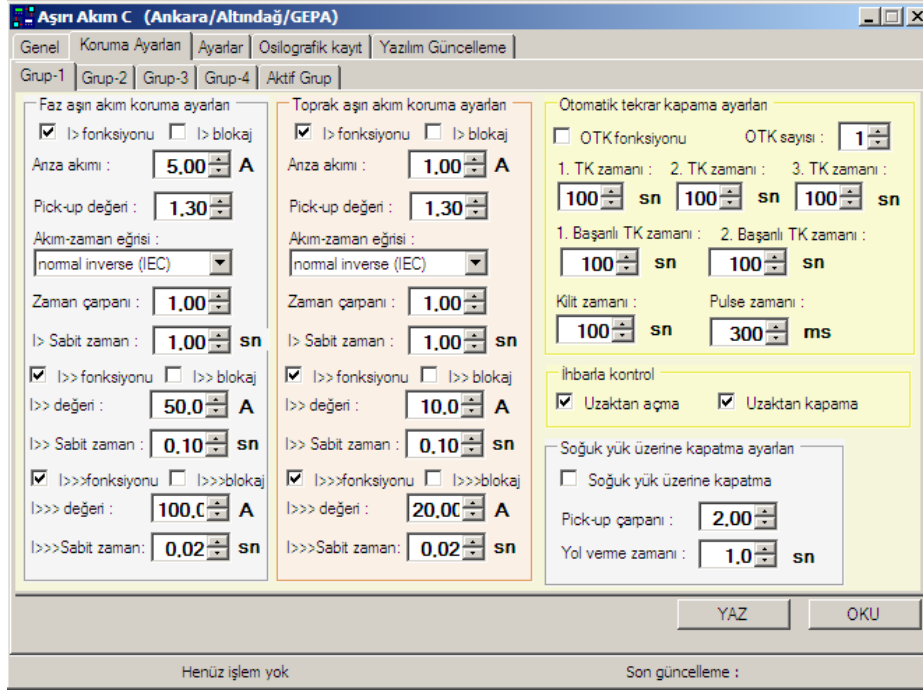 Aşırı Akım C (Ankara/Altındağ/GEPA)
Genel Koruma Ayarları Ayarlar Osilografik kayıt Yazılım Güncelleme
Grup-1 Grup-2 Grup-3 Grup-4 Aktif Grup
Faz aşırı akım koruma ayarları
I> fonksiyonu I> blokaj
Arıza akımı : 5,00 A
Pick-up değeri : 1,30
Akım-zaman eğrisi :
normal inverse (IEC)
Zaman çarpanı : 1,00
I> Sabit zaman : 1,00 sn
I>> fonksiyonu I>> blokaj
I>> değeri : 50,0 A
I>> Sabit zaman : 0,10 sn
I>>>fonksiyonu I>>>blokaj
I>>> değeri : 100,0 A
I>>>Sabit zaman: 0,02 sn
Toprak aşırı akım koruma ayarları
I> fonksiyonu I> blokaj
Arıza akımı : 1,00 A
Pick-up değeri : 1,30
Akım-zaman eğrisi :
normal inverse (IEC)
Zaman çarpanı : 1,00
I> Sabit zaman : 1,00 sn
I>> fonksiyonu I>> blokaj
I>> değeri : 10,0 A
I>> Sabit zaman : 0,10 sn
I>>>fonksiyonu I>>>blokaj
I>>> değeri : 20,00 A
I>>>Sabit zaman: 0,02 sn
Otomatik tekrar kapama ayarları
OTK fonksiyonu OTK sayısı : 1
1. TK zamanı : 2. TK zamanı : 3. TK zamanı :
100 sn 100 sn 100 sn
1. Başarılı TK zamanı : 2. Başarılı TK zamanı :
100 sn 100 sn
Kilit zamanı : Pulse zamanı :
100 sn 300 ms
İhbarla kontrol
Uzaktan açma Uzaktan kapama
Soğuk yük üzerine kapatma ayarları
Soğuk yük üzerine kapatma
Pick-up çarpanı : 2,00
Yol verme zamanı : 1,0 sn
YAZ OKU
Henüz işlem yok Son güncelleme :